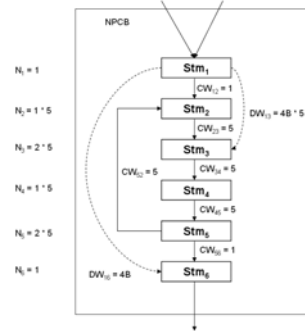 NPCB
N₁ = 1
Stm₁
CW₁₂ = 1
N₂ = 1 * 5
Stm₂
DW₁₃ = 4B * 5
CW₂₃ = 5
N₃ = 2 * 5
Stm₃
CW₃₄ = 5
CW₅₂ = 5
N₄ = 1 * 5
Stm₄
CW₄₅ = 5
N₅ = 2 * 5
Stm₅
CW₅₆ = 1
N₆ = 1
Stm₆
DW₁₆ = 4B